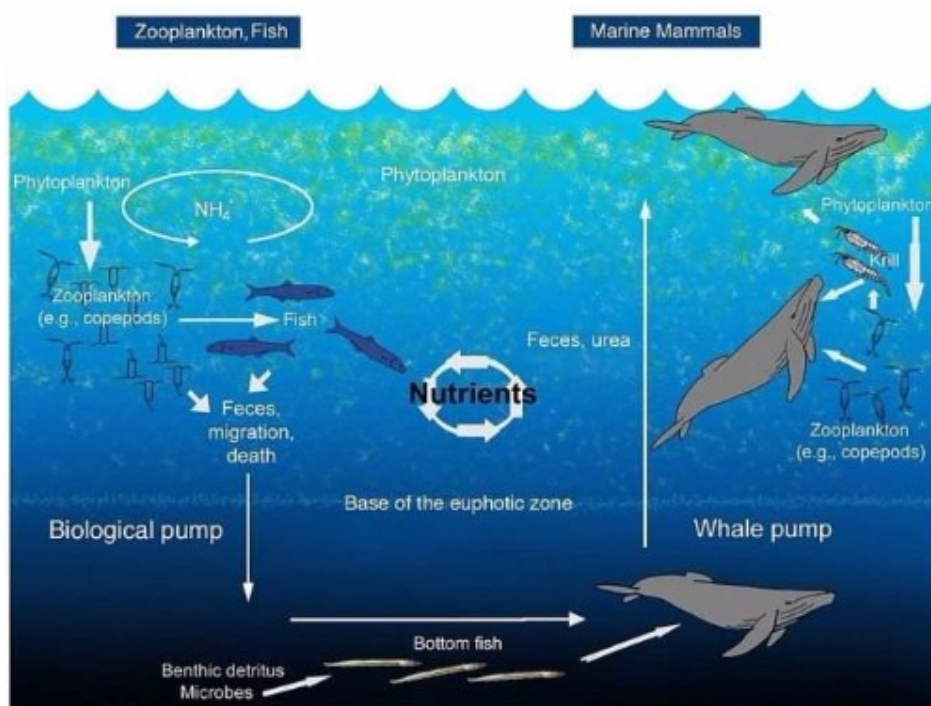 Zooplankton, Fish
Marine Mammals
Phytoplankton
NH4
Phytoplankton
Phytoplankton
Krill
Zooplankton
(e.g., copepods)
Fish
Feces, urea
Nutrients
Feces,
migration,
death
Zooplankton
(e.g., copepods)
Base of the euphotic zone
Biological pump
Whale pump
Bottom fish
Benthic detritus
Microbes